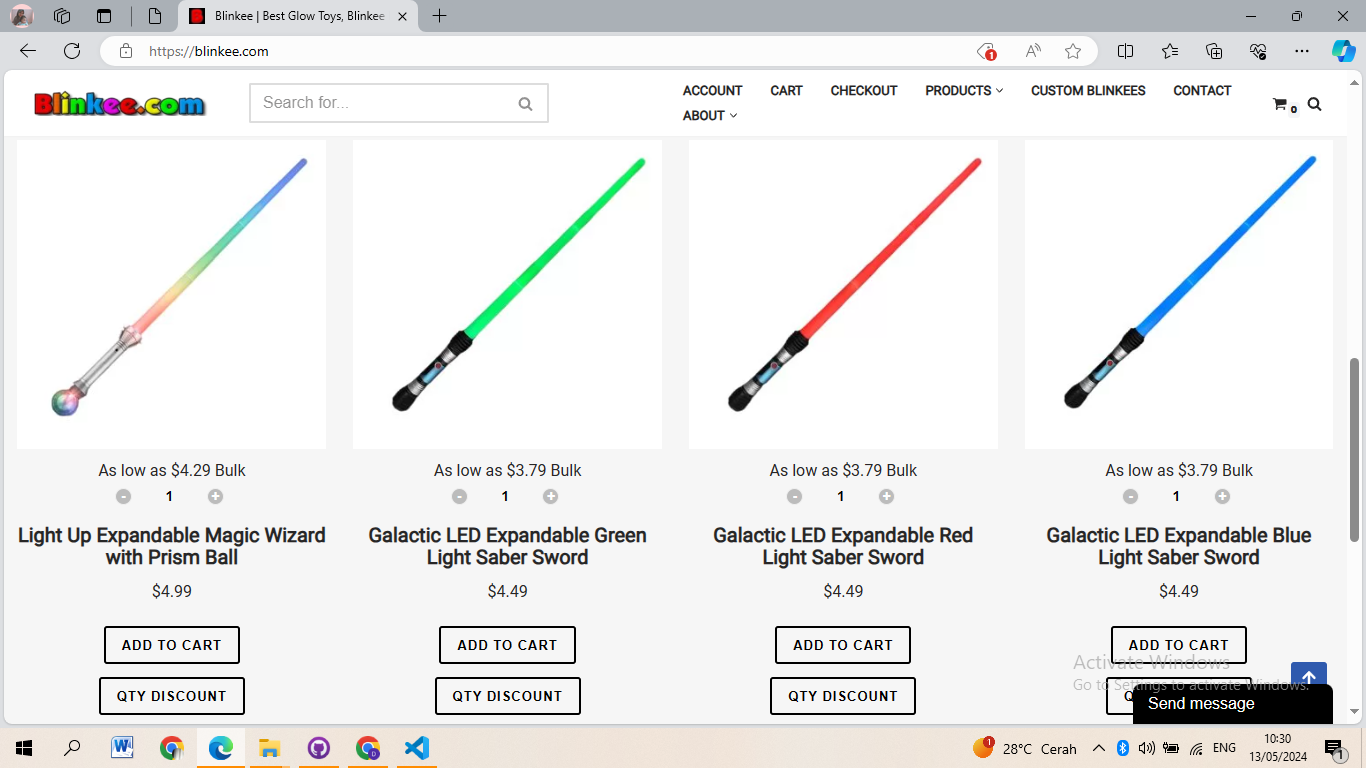 Blinkee | Best Glow Toys, Blinkee
https://blinkee.com
1
Blinkee.com
Search for...
ACCOUNT CART CHECKOUT PRODUCTS CUSTOM BLINKEES CONTACT
ABOUT
0
As low as $4.29 Bulk
- 1 +
Light Up Expandable Magic Wizard
with Prism Ball
$4.99
ADD TO CART
QTY DISCOUNT
As low as $3.79 Bulk
- 1 +
Galactic LED Expandable Green
Light Saber Sword
$4.49
ADD TO CART
QTY DISCOUNT
As low as $3.79 Bulk
- 1 +
Galactic LED Expandable Red
Light Saber Sword
$4.49
ADD TO CART
QTY DISCOUNT
As low as $3.79 Bulk
- 1 +
Galactic LED Expandable Blue
Light Saber Sword
$4.49
ADD TO CART
Activate Windows
Go to Settings to activate Windows.
Send message
1
28°C Cerah
ENG
10:30
13/05/2024
1